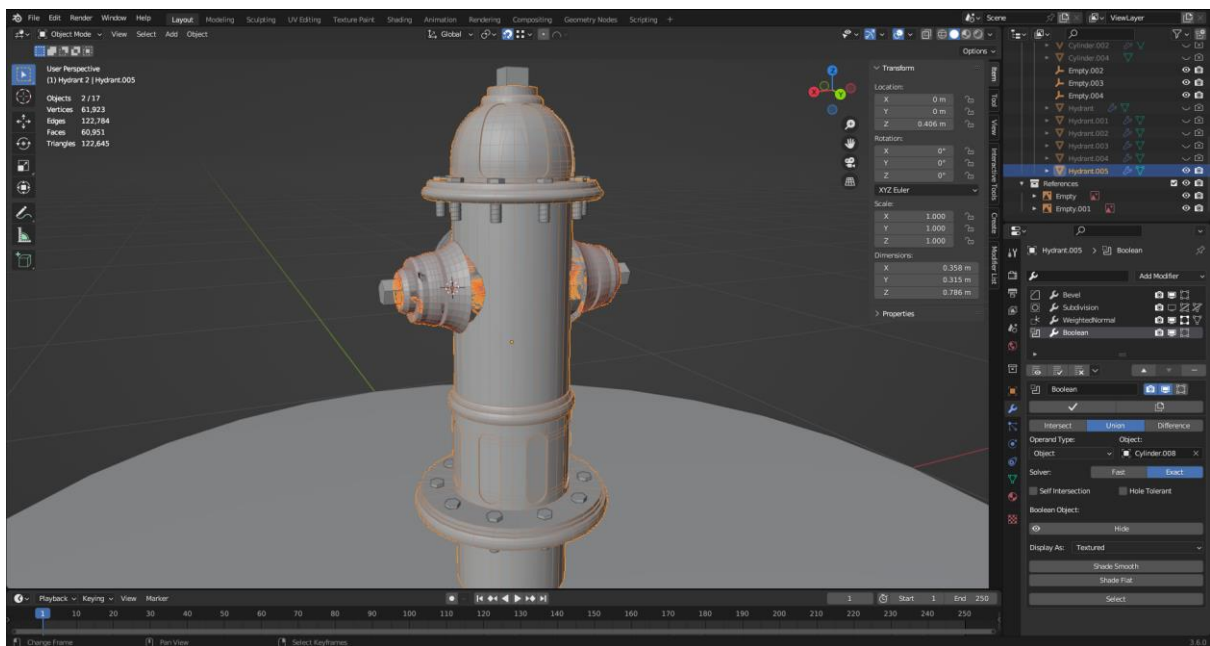 File Edit Render Window Help Layout Modeling Sculpting UV Editing Texture Paint Shading Animation Rendering Compositing Geometry Nodes Scripting + Scene ViewLayer
Object Mode View Select Add Object Global
Options
User Perspective
(1) Hydrant 2 | Hydrant.005
Objects 2/17
Vertices 61,923
Edges 122,784
Faces 60,951
Triangles 122,645
Z
X
Y
Transform
Location:
X 0 m
Y 0 m
Z 0.406 m
Rotation:
X 0°
Y 0°
Z 0°
XYZ Euler
Scale:
X 1.000
Y 1.000
Z 1.000
Dimensions:
X 0.358 m
Y 0.315 m
Z 0.786 m
Properties
Item
Tool
View
Interactive Tools
Create
Modifier List
Cylinder.002
Cylinder.004
Empty.002
Empty.003
Empty.004
Hydrant
Hydrant.001
Hydrant.002
Hydrant.003
Hydrant.004
Hydrant.005
References
Empty
Empty.001
Hydrant.005 > Boolean
Add Modifier
Bevel
Subdivision
WeightedNormal
Boolean
Boolean
Intersect Union Difference
Operand Type: Object:
Object Cylinder.008
Solver: Fast Exact
Self Intersection Hole Tolerant
Boolean Object:
Hide
Display As: Textured
Shade Smooth
Shade Flat
Select
Playback Keying View Marker 1 Start 1 End 250
1 10 20 30 40 50 60 70 80 90 100 110 120 130 140 150 160 170 180 190 200 210 220 230 240 250
Change Frame Pan View Select Keyframes 3.6.0